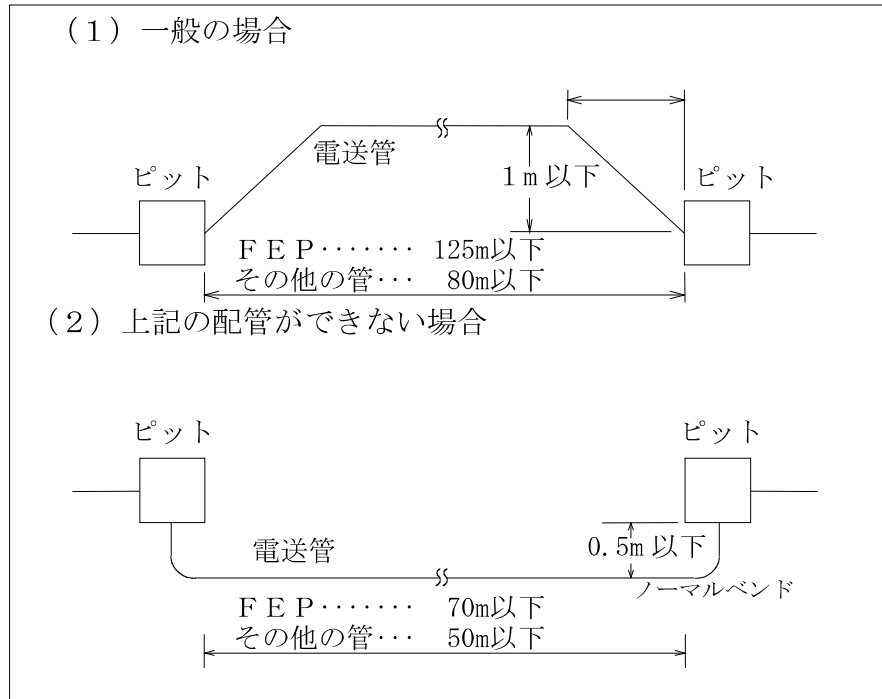 （１）一般の場合
電送管
1ｍ以下
ピット
ピット
ＦＥＰ‥‥‥‥ 125m以下
その他の管‥‥ 80m以下
（２）上記の配管ができない場合
ピット
ピット
電送管
0.5m以下
ノーマルベンド
ＦＥＰ‥‥‥‥ 70m以下
その他の管‥‥ 50m以下